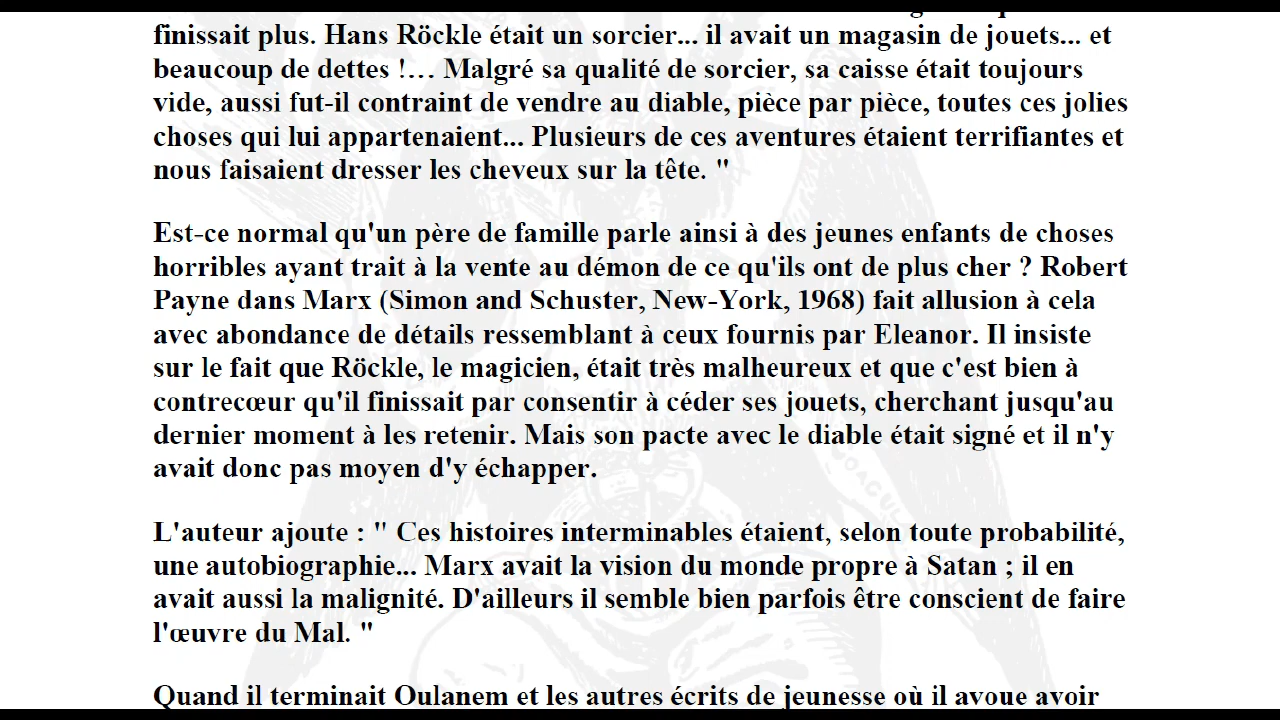 finissait plus. Hans Röckle était un sorcier... il avait un magasin de jouets... et
beaucoup de dettes !… Malgré sa qualité de sorcier, sa caisse était toujours
vide, aussi fut-il contraint de vendre au diable, pièce par pièce, toutes ces jolies
choses qui lui appartenaient... Plusieurs de ces aventures étaient terrifiantes et
nous faisaient dresser les cheveux sur la tête. "
Est-ce normal qu'un père de famille parle ainsi à des jeunes enfants de choses
horribles ayant trait à la vente au démon de ce qu'ils ont de plus cher ? Robert
Payne dans Marx (Simon and Schuster, New-York, 1968) fait allusion à cela
avec abondance de détails ressemblant à ceux fournis par Eleanor. Il insiste
sur le fait que Röckle, le magicien, était très malheureux et que c'est bien à
contrecœur qu'il finissait par consentir à céder ses jouets, cherchant jusqu'au
dernier moment à les retenir. Mais son pacte avec le diable était signé et il n'y
avait donc pas moyen d'y échapper.
L'auteur ajoute : " Ces histoires interminables étaient, selon toute probabilité,
une autobiographie... Marx avait la vision du monde propre à Satan ; il en
avait aussi la malignité. D'ailleurs il semble bien parfois être conscient de faire
l'œuvre du Mal. "
Quand il terminait Oulanem et les autres écrits de jeunesse où il avoue avoir